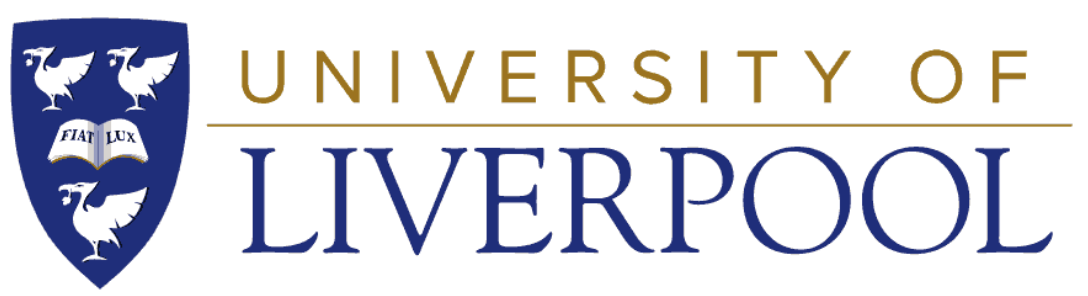 FIAT LUX
UNIVERSITY OF
LIVERPOOL